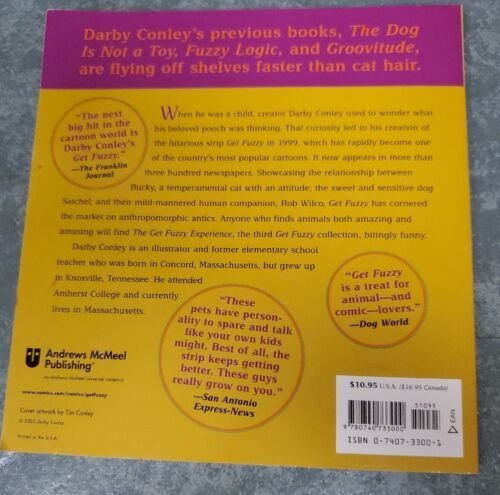 Darby Conley's previous books, The Dog
Is Not a Toy, Fuzzy Logic, and Groovitude,
are flying off shelves faster than cat hair.
"The next
big hit in the
cartoon world is
Darby Conley's
Get Fuzzy."
—The Franklin
Journal
When he was a child, creator Darby Conley used to wonder what
his beloved pooch was thinking. That curiosity led to his creation of
the hilarious strip Get Fuzzy in 1999, which has rapidly become one
of the country's most popular cartoons. It now appears in more than
three hundred newspapers. Showcasing the relationship between
Bucky, a temperamental cat with an attitude; the sweet and sensitive dog
Satchel; and their mild-mannered human companion, Rob Wilco, Get Fuzzy has cornered
the market on anthropomorphic antics. Anyone who finds animals both amazing and
amusing will find The Get Fuzzy Experience, the third Get Fuzzy collection, bitingly funny.
Darby Conley is an illustrator and former elementary school
teacher who was born in Concord, Massachusetts, but grew up
in Knoxville, Tennessee. He attended
Amherst College and currently
lives in Massachusetts.
"These
pets have person-
ality to spare and talk
like your own kids
might. Best of all, the
strip keeps getting
better. These guys
really grow on you."
—San Antonio
Express-News
"Get Fuzzy
is a treat for
animal—and
comic—lovers."
—Dog World
Andrews McMeel
Publishing
an Andrews McMeel Universal company
www.comics.com/comics/getfuzzy
Cover artwork by Tim Conley
© 2003 Darby Conley
Printed in the U.S.A.
$10.95 U.S.A. ($16.95 Canada)
51095
EAN
9780740733000
ISBN 0-7407-3300-1